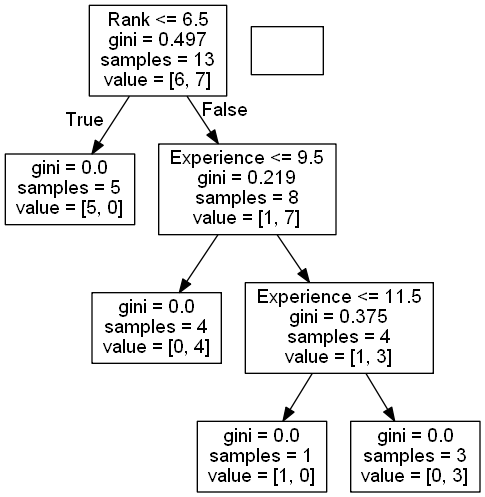 Rank <= 6.5
gini = 0.497
samples = 13
value = [6, 7]
True
False
gini = 0.0
samples = 5
value = [5, 0]
Experience <= 9.5
gini = 0.219
samples = 8
value = [1, 7]
gini = 0.0
samples = 4
value = [0, 4]
Experience <= 11.5
gini = 0.375
samples = 4
value = [1, 3]
gini = 0.0
samples = 1
value = [1, 0]
gini = 0.0
samples = 3
value = [0, 3]